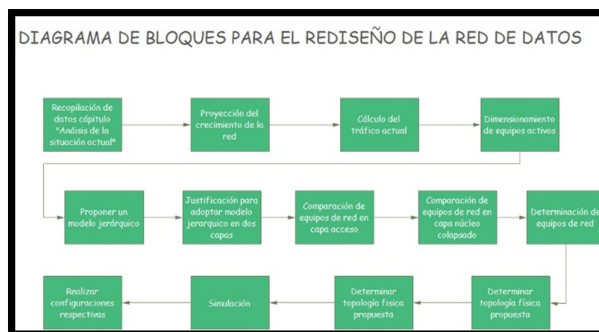 DIAGRAMA DE BLOQUES PARA EL REDISEÑO DE LA RED DE DATOS
Recopilación de
datos cápitulo
"Análisis de la
situación actual"
Proyección del
crecimiento de la
red
Cálculo del
tráfico actual
Dimensionamiento
de equipos activos
Proponer un
modelo jerárquico
Justificación para
adoptar modelo
jerarquico en dos
capas
Comparación de
equipos de red en
capa acceso
Comparación de
equipos de red en
capa núcleo
colapsado
Determinación de
equipos de red
Realizar
configuraciones
respectivas
Simulación
Determinar
topología física
propuesta
Determinar
topología física
propuesta